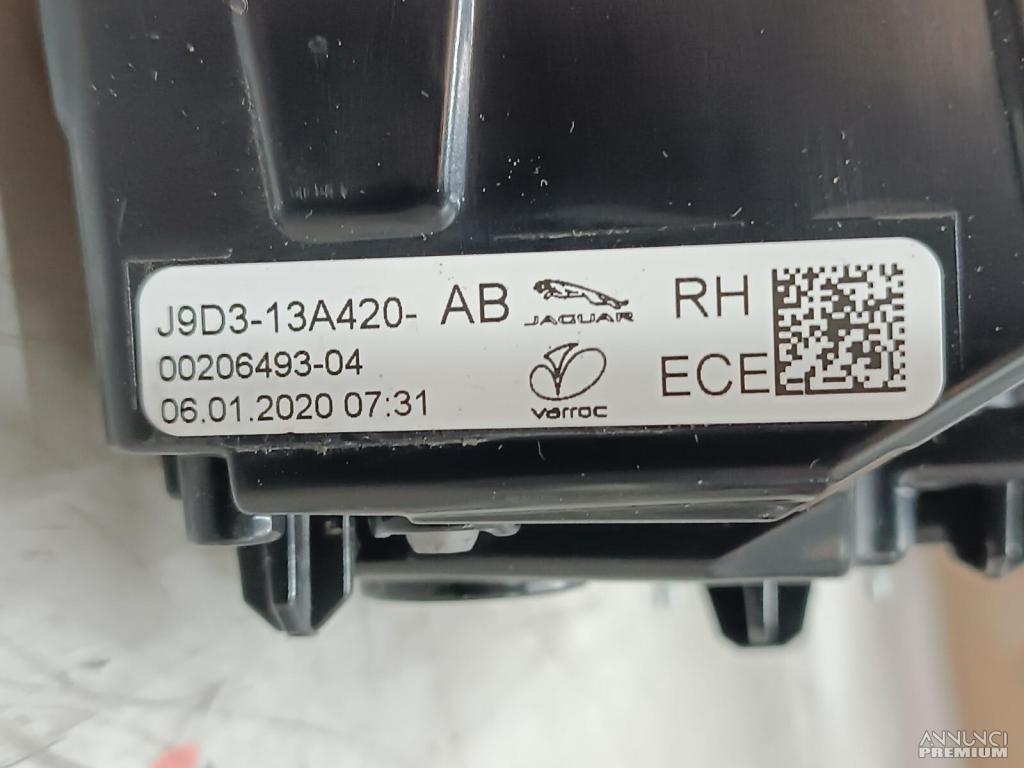 J9D3-13A420- AB JAGUAR RH
00206493-04 ECE
06.01.2020 07:31 varroc
ANNUNCI
PREMIUM